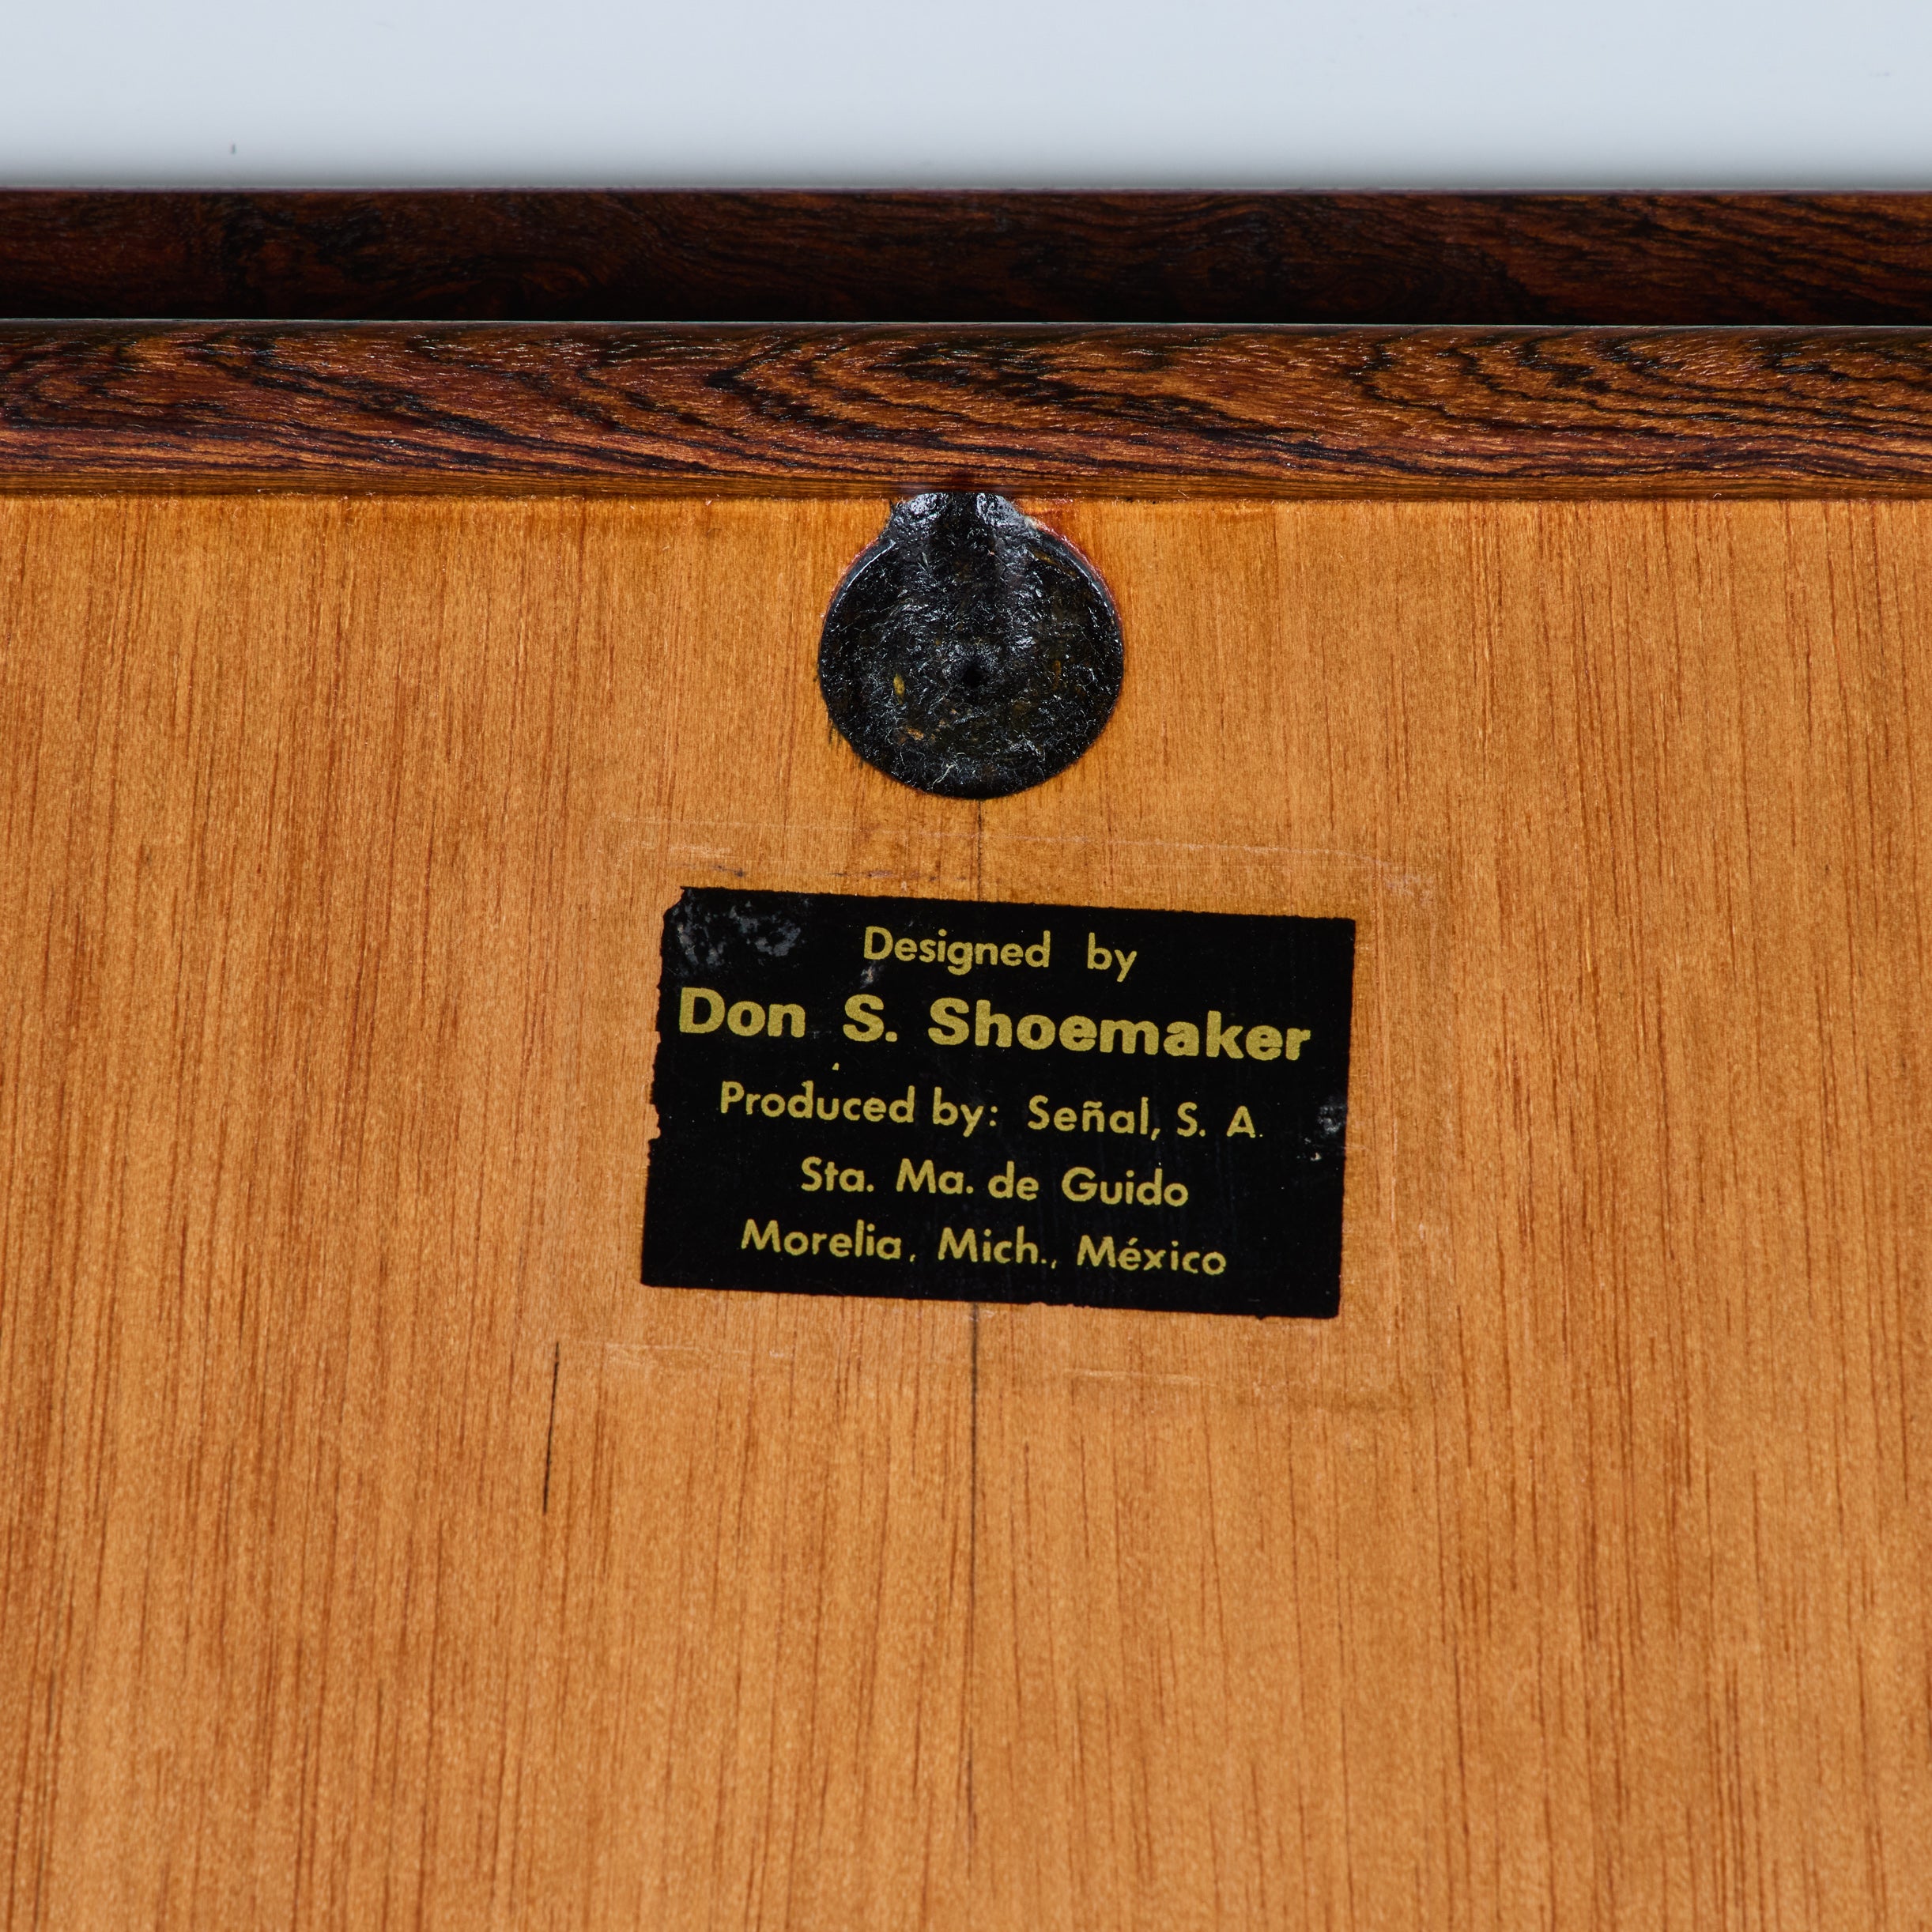 Designed by
Don S. Shoemaker
Produced by: Señal, S. A.
Sta. Ma. de Guido
Morelia, Mich., México